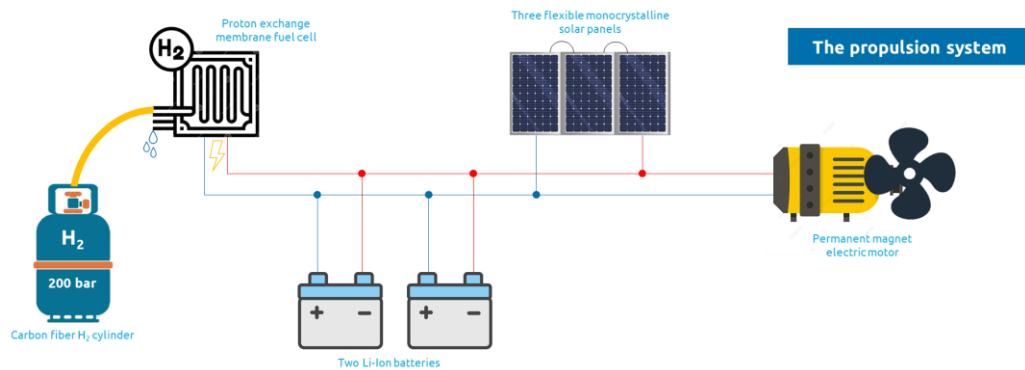 Proton exchange
membrane fuel cell
H₂
Three flexible monocrystalline
solar panels
The propulsion system
H₂
200 bar
Carbon fiber H₂ cylinder
+ −
+ −
Two Li-Ion batteries
Permanent magnet
electric motor